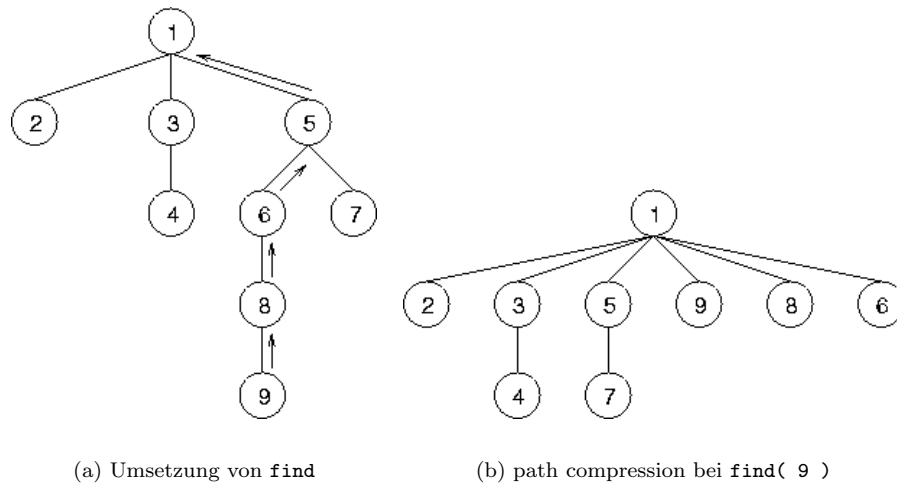 1
2 3 5
4 6 7
8
9
1
2 3 5 9 8 6
4 7
(a) Umsetzung von find
(b) path compression bei find( 9 )